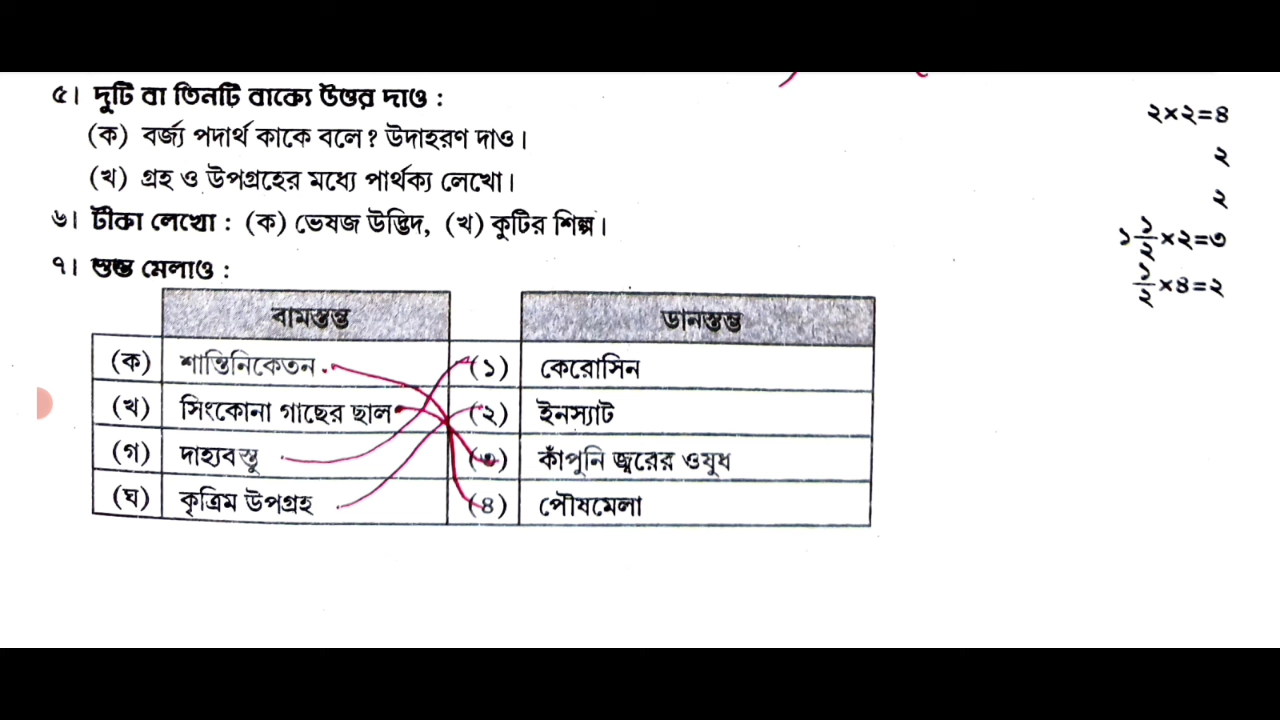 ৫। দুটি বা তিনটি বাক্যে উত্তর দাও : ২×২=৪
(ক) বর্জ্য পদার্থ কাকে বলে? উদাহরণ দাও। ২
(খ) গ্রহ ও উপগ্রহের মধ্যে পার্থক্য লেখো। ২
৬। টীকা লেখো : (ক) ভেষজ উদ্ভিদ, (খ) কুটির শিল্প। ১ ১/২ ×২=৩
৭। স্তম্ভ মেলাও : ১/২ ×৪=২
বামস্তম্ভ ডানস্তম্ভ
(ক) শান্তিনিকেতন (১) কেরোসিন
(খ) সিংকোনা গাছের ছাল (২) ইনস্যাট
(গ) দাহ্যবস্তু (৩) কাঁপুনি জ্বরের ওষুধ
(ঘ) কৃত্রিম উপগ্রহ (৪) পৌষমেলা